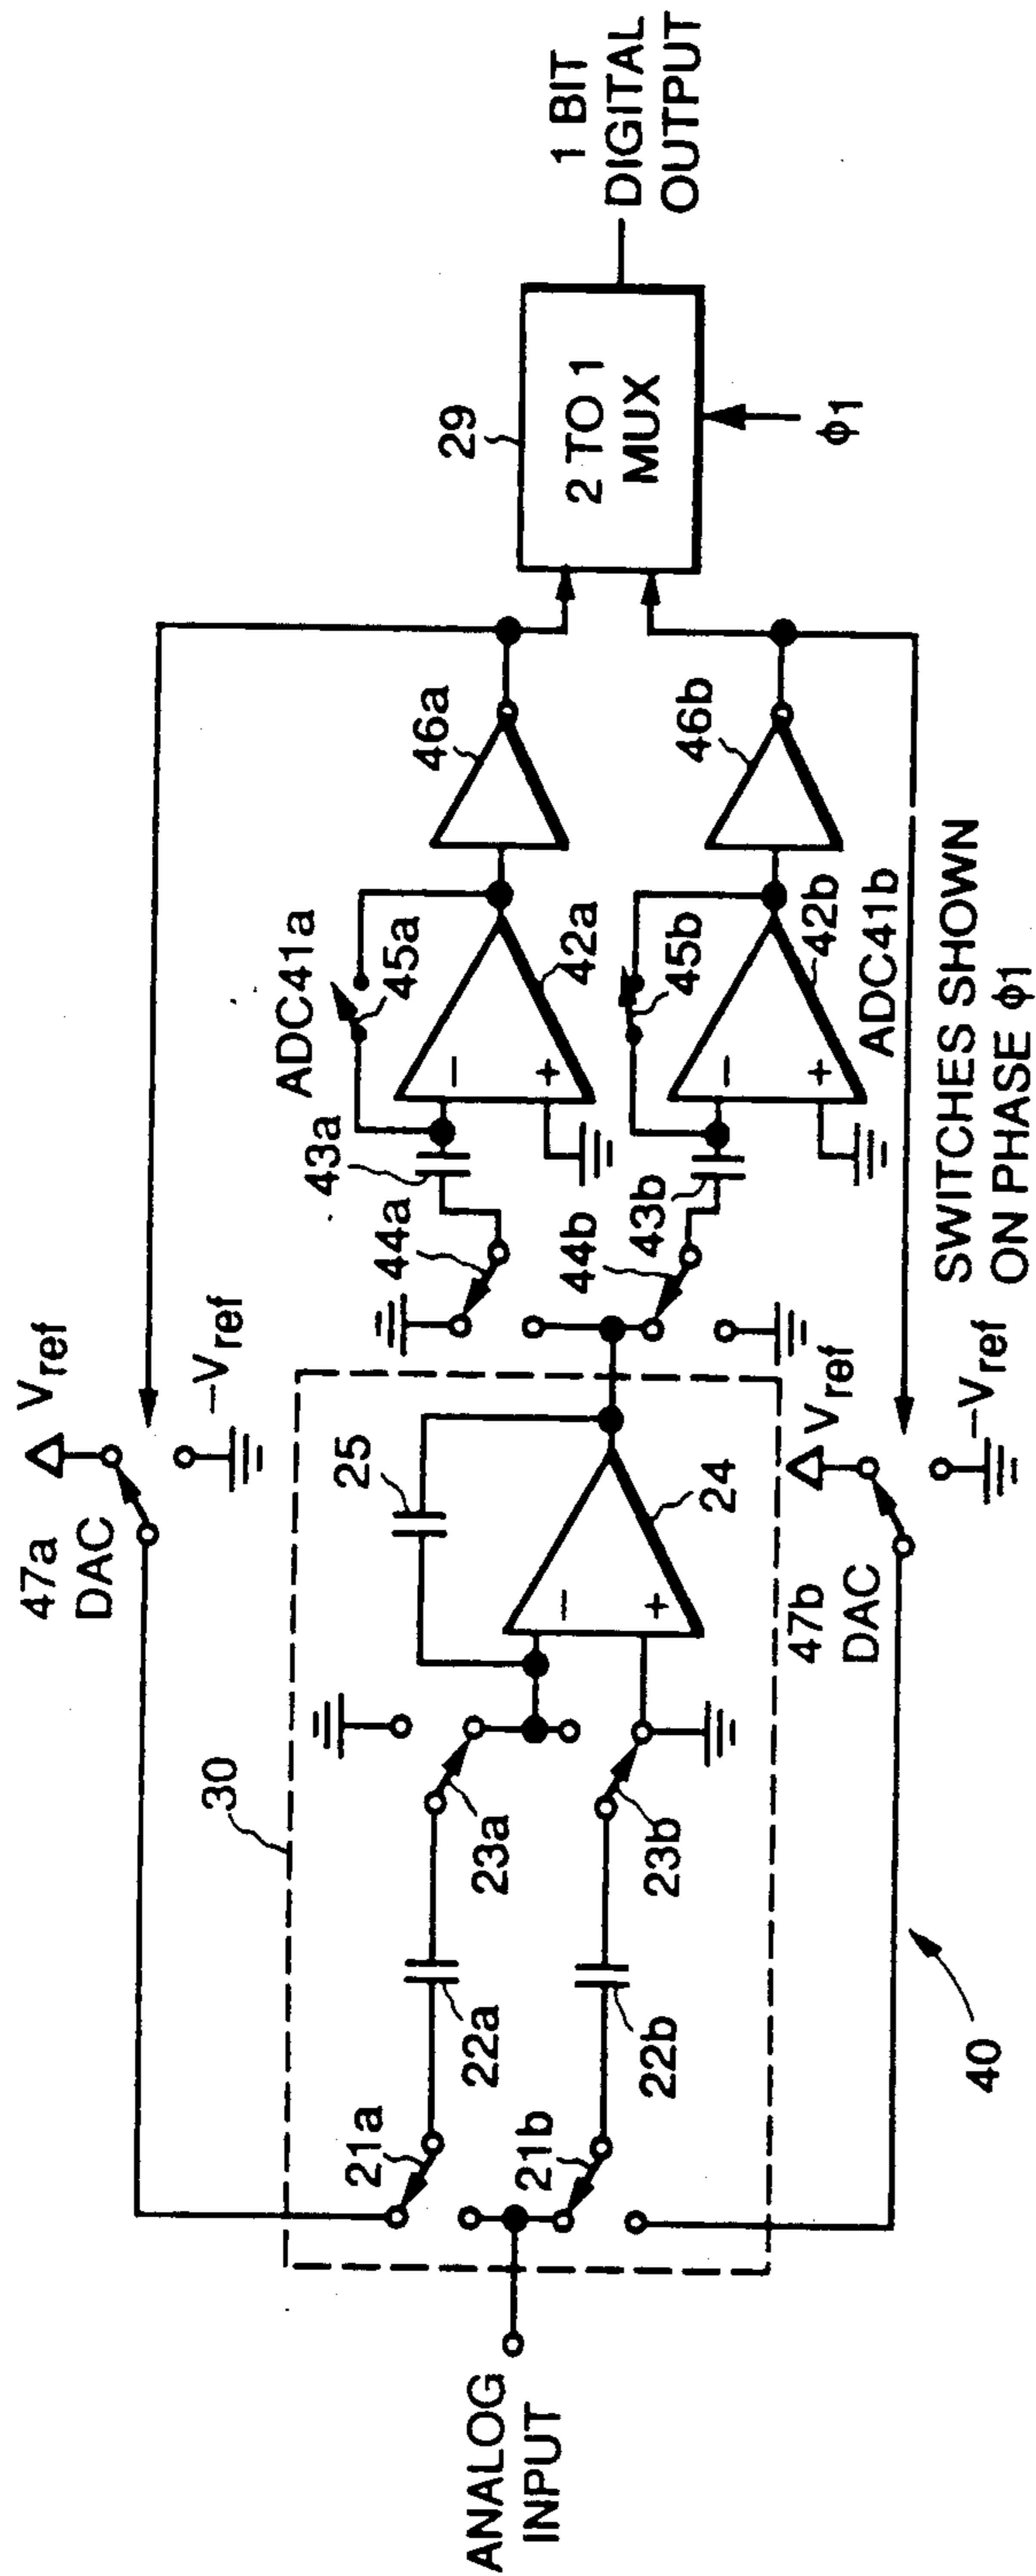 47a
DAC
Vref
−Vref
30
21a
22a
23a
25
−
+
24
21b
22b
23b
ANALOG
INPUT
40
47b
DAC
Vref
−Vref
44a
43a
ADC41a
45a
−
+
42a
46a
44b
43b
45b
−
+
42b
ADC41b
46b
29
2 TO 1
MUX
ϕ1
1 BIT
DIGITAL
OUTPUT
SWITCHES SHOWN
ON PHASE ϕ1